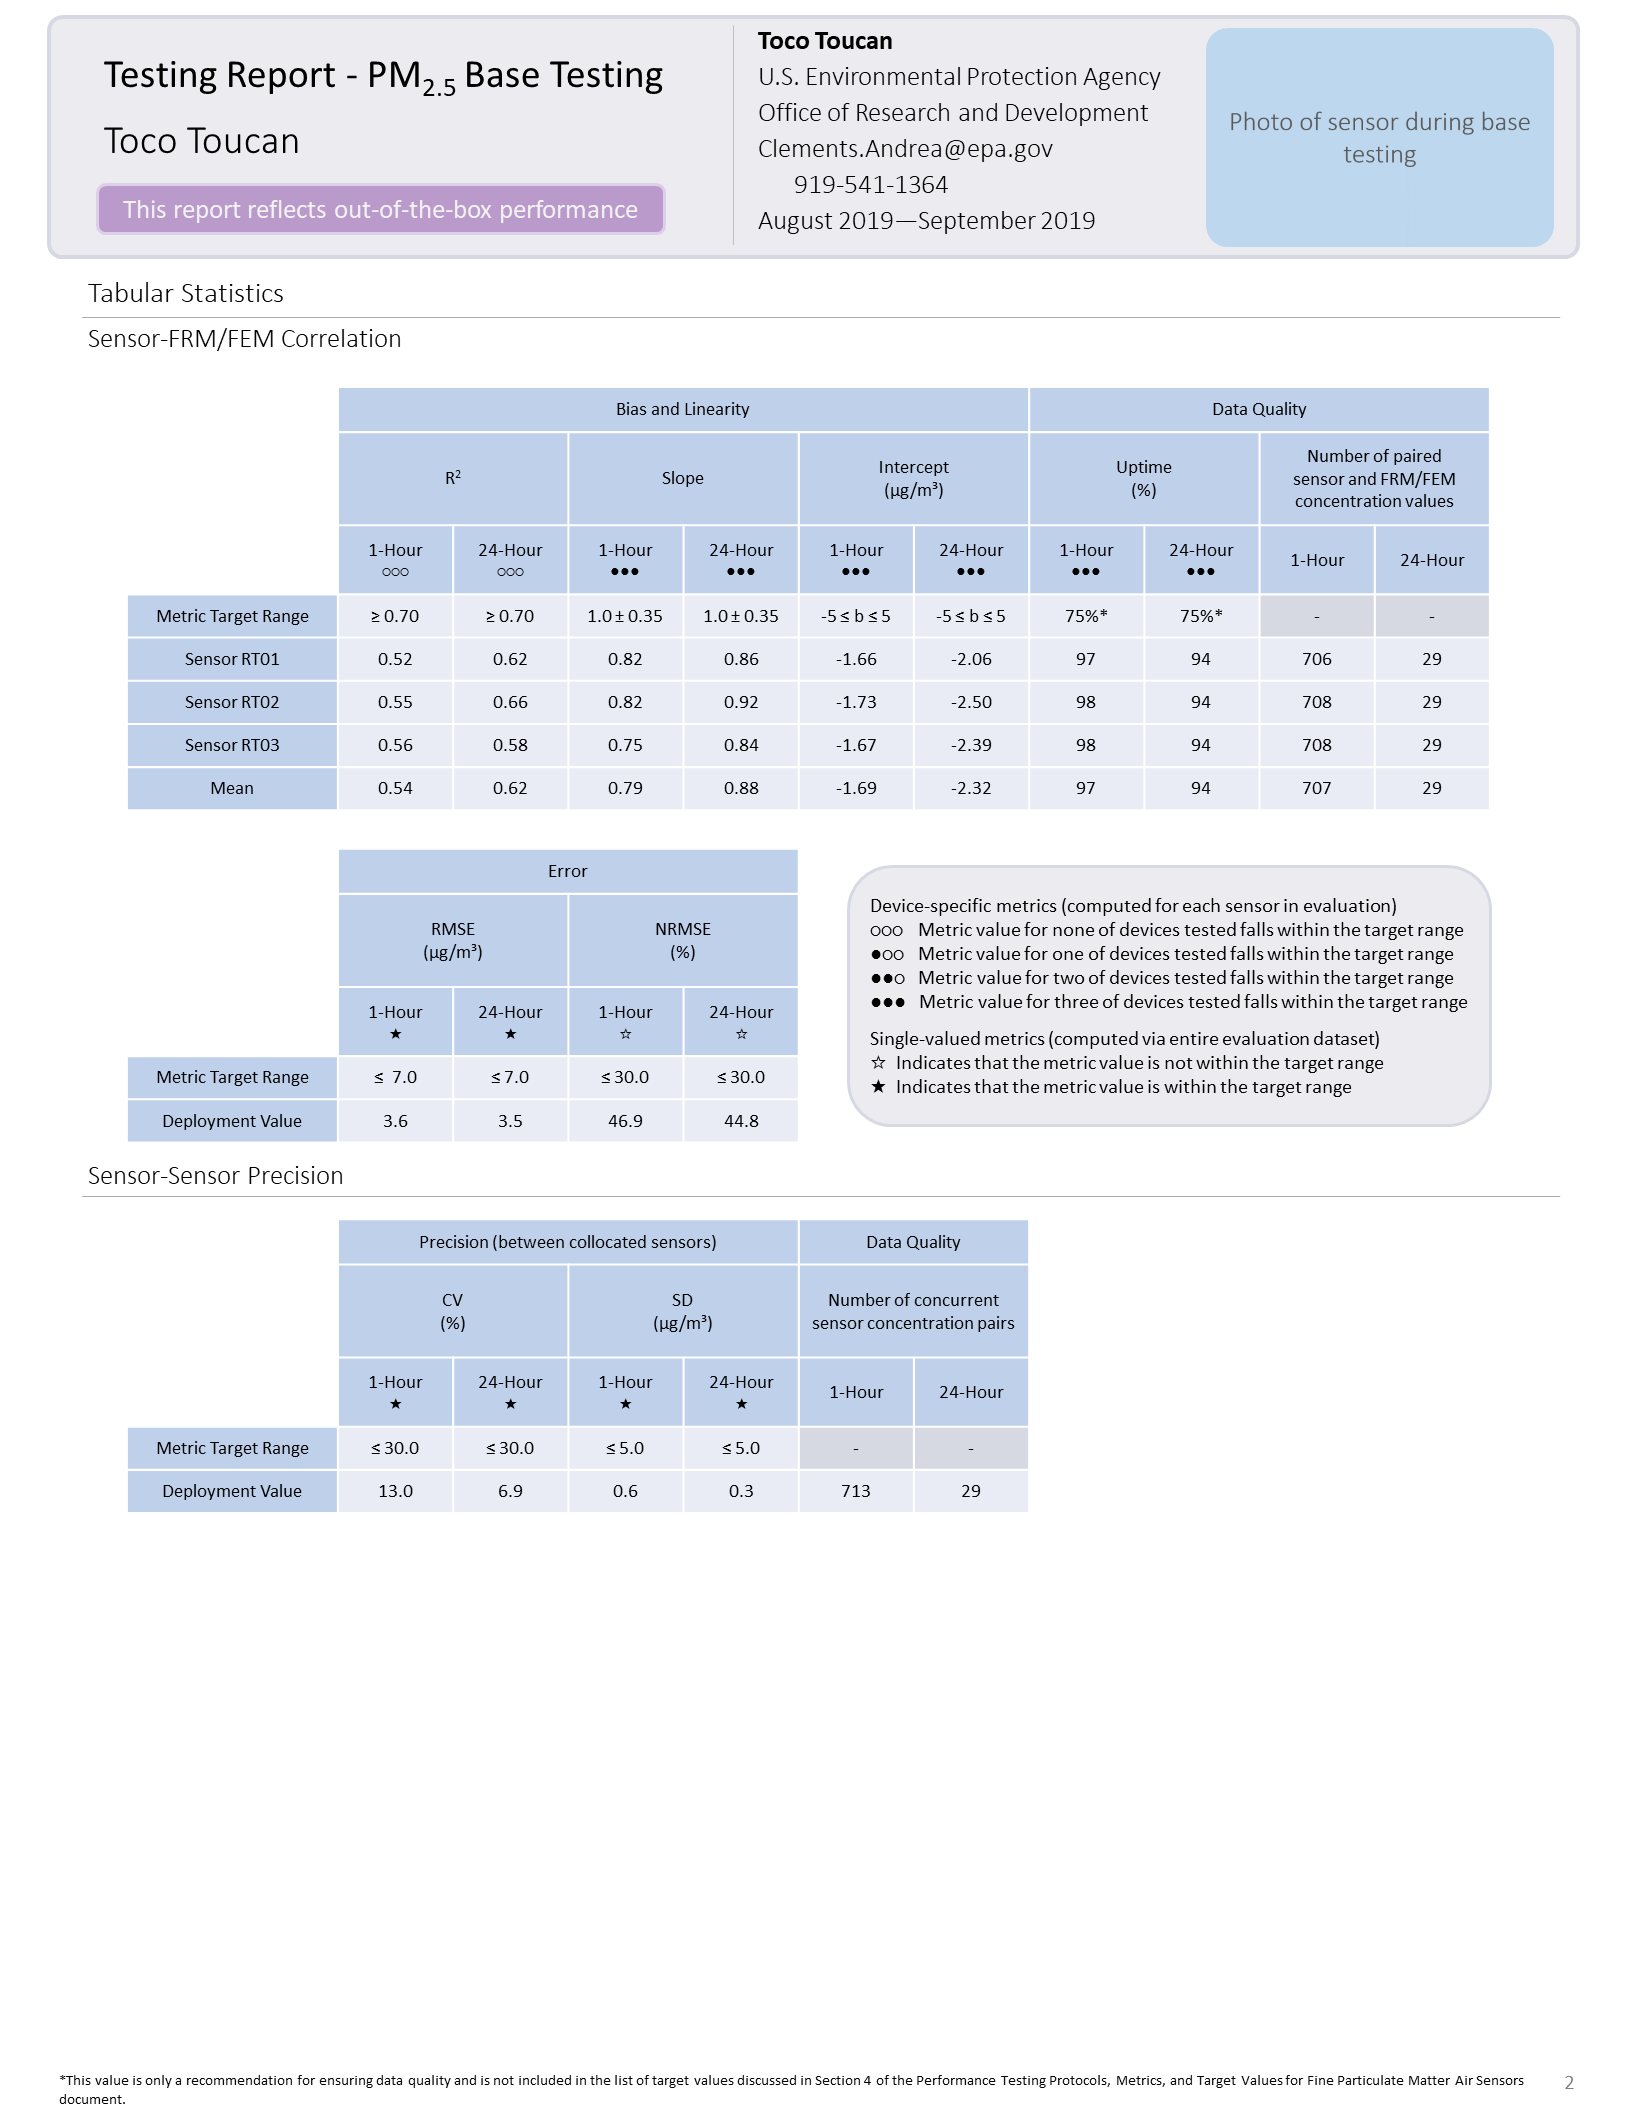 Testing Report - PM2.5 Base Testing
Toco Toucan
This report reflects out-of-the-box performance
Toco Toucan
U.S. Environmental Protection Agency
Office of Research and Development
Clements.Andrea@epa.gov
919-541-1364
August 2019—September 2019
Photo of sensor during base
testing
Tabular Statistics
Sensor-FRM/FEM Correlation
Bias and Linearity Data Quality
R² Slope Intercept (µg/m³) Uptime (%) Number of paired sensor and FRM/FEM concentration values
1-Hour 24-Hour 1-Hour 24-Hour 1-Hour 24-Hour 1-Hour 24-Hour 1-Hour 24-Hour
○○○ ○○○ ●●● ●●● ●●● ●●● ●●● ●●●
Metric Target Range ≥ 0.70 ≥ 0.70 1.0 ± 0.35 1.0 ± 0.35 -5 ≤ b ≤ 5 -5 ≤ b ≤ 5 75%* 75%* - -
Sensor RT01 0.52 0.62 0.82 0.86 -1.66 -2.06 97 94 706 29
Sensor RT02 0.55 0.66 0.82 0.92 -1.73 -2.50 98 94 708 29
Sensor RT03 0.56 0.58 0.75 0.84 -1.67 -2.39 98 94 708 29
Mean 0.54 0.62 0.79 0.88 -1.69 -2.32 97 94 707 29
Error
RMSE (µg/m³) NRMSE (%)
1-Hour 24-Hour 1-Hour 24-Hour
★ ★ ☆ ☆
Metric Target Range ≤ 7.0 ≤ 7.0 ≤ 30.0 ≤ 30.0
Deployment Value 3.6 3.5 46.9 44.8
Device-specific metrics (computed for each sensor in evaluation)
○○○ Metric value for none of devices tested falls within the target range
●○○ Metric value for one of devices tested falls within the target range
●●○ Metric value for two of devices tested falls within the target range
●●● Metric value for three of devices tested falls within the target range
Single-valued metrics (computed via entire evaluation dataset)
☆ Indicates that the metric value is not within the target range
★ Indicates that the metric value is within the target range
Sensor-Sensor Precision
Precision (between collocated sensors) Data Quality
CV (%) SD (µg/m³) Number of concurrent sensor concentration pairs
1-Hour 24-Hour 1-Hour 24-Hour 1-Hour 24-Hour
★ ★ ★ ★
Metric Target Range ≤ 30.0 ≤ 30.0 ≤ 5.0 ≤ 5.0 - -
Deployment Value 13.0 6.9 0.6 0.3 713 29
*This value is only a recommendation for ensuring data quality and is not included in the list of target values discussed in Section 4 of the Performance Testing Protocols, Metrics, and Target Values for Fine Particulate Matter Air Sensors
document.
2